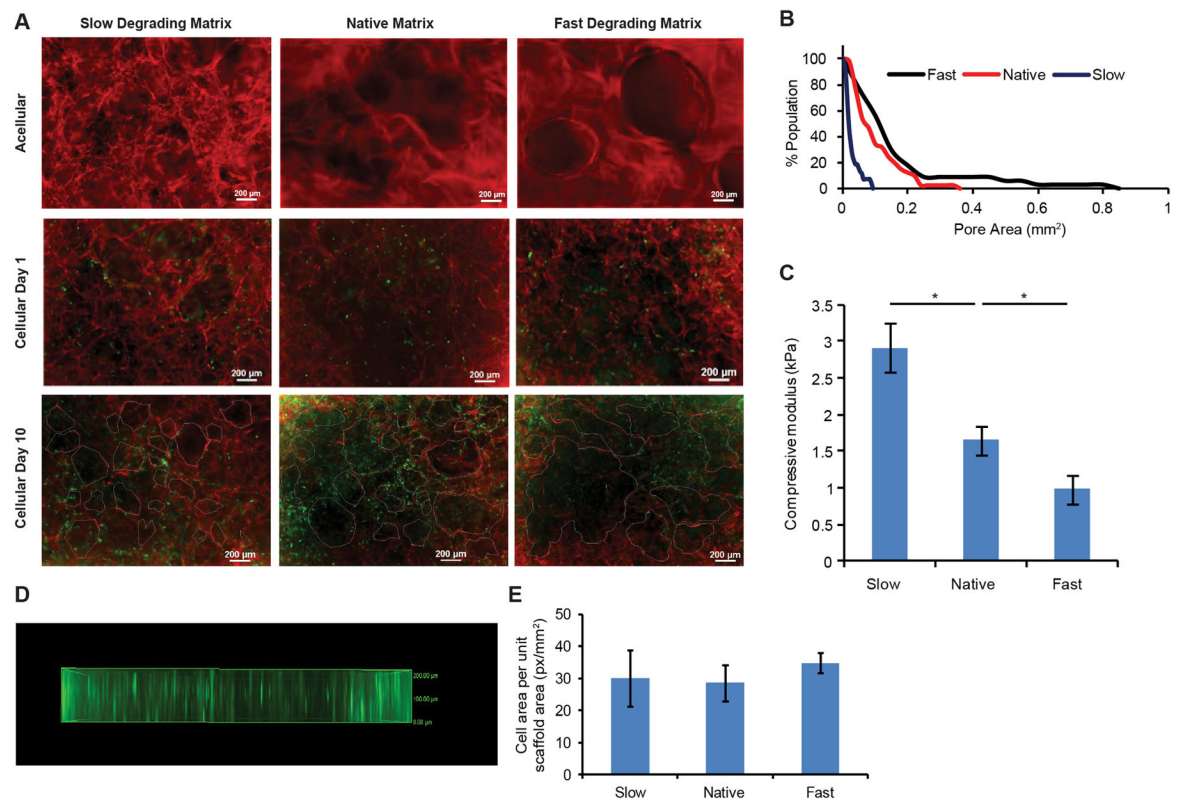 A
Slow Degrading Matrix
Native Matrix
Fast Degrading Matrix
Acellular
200 µm
200 µm
200 µm
Cellular Day 1
200 µm
200 µm
200 µm
Cellular Day 10
200 µm
200 µm
200 µm
B
% Population
100
80
60
40
20
0
Fast
Native
Slow
0
0.2
0.4
0.6
0.8
1
Pore Area (mm²)
C
Compressive modulus (kPa)
3.5
3
2.5
2
1.5
1
0.5
0
*
*
Slow
Native
Fast
D
200.00 µm
100.00 µm
0.00 µm
E
Cell area per unit
scaffold area (px/mm²)
50
40
30
20
10
0
Slow
Native
Fast